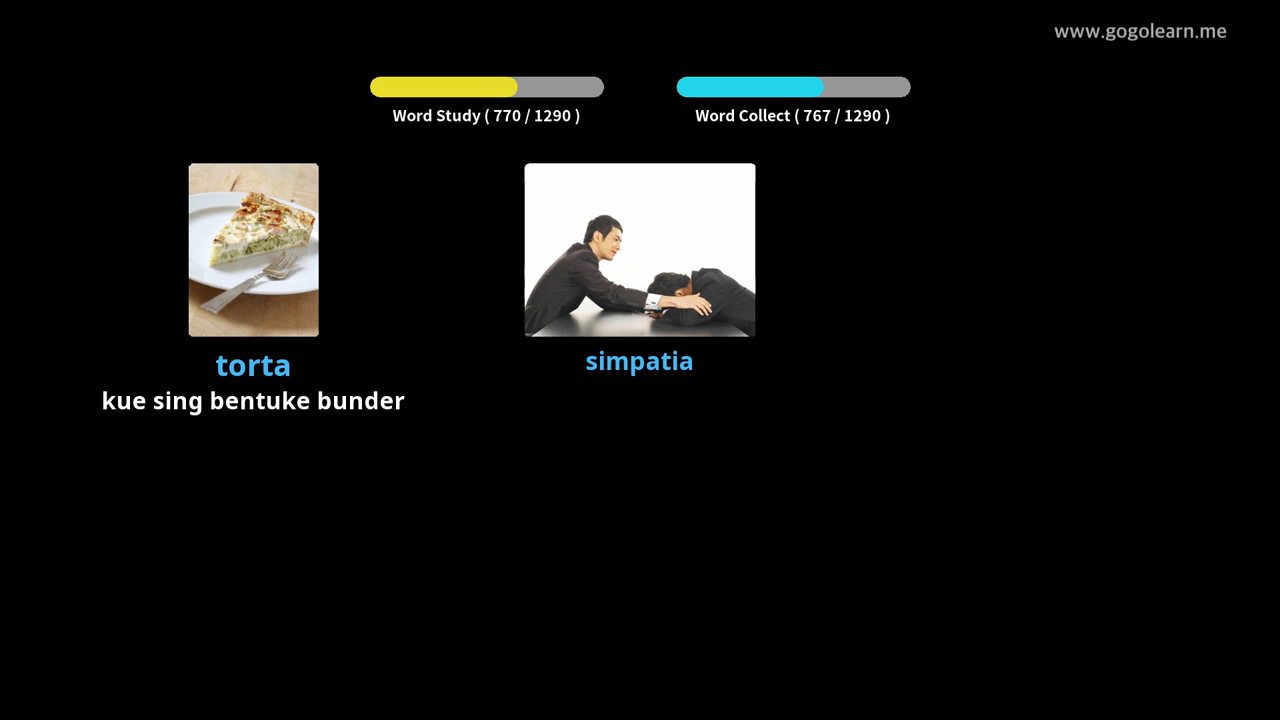 www.gogolearn.me
Word Study ( 770 / 1290 )
Word Collect ( 767 / 1290 )
torta
simpatia
kue sing bentuke bunder